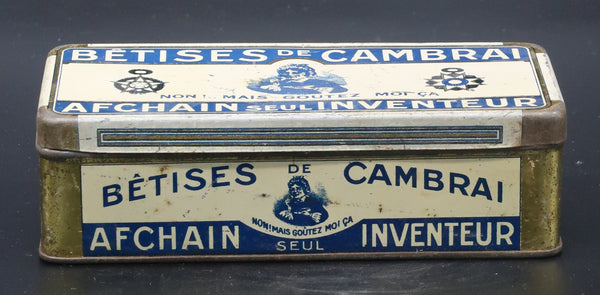 BÊTISES DE CAMBRAI
NON! MAIS GOÛTEZ MOI ÇA
AFCHAIN SEUL INVENTEUR
BÊTISES DE CAMBRAI
NON! MAIS GOÛTEZ MOI ÇA
AFCHAIN SEUL INVENTEUR